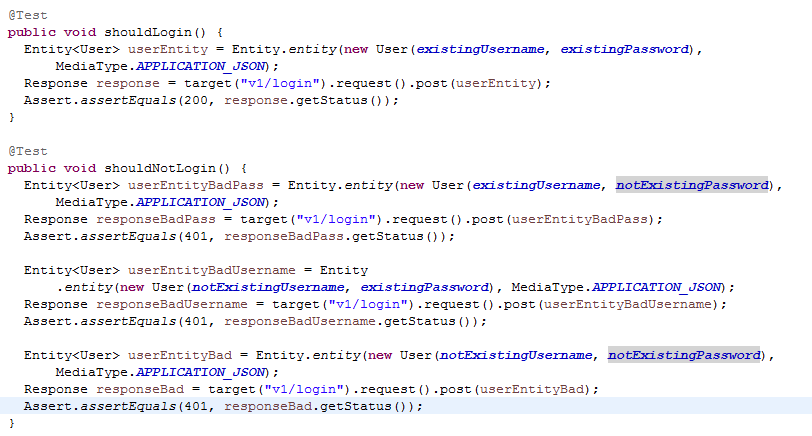 @Test
public void shouldLogin() {
  Entity<User> userEntity = Entity.entity(new User(existingUsername, existingPassword),
      MediaType.APPLICATION_JSON);
  Response response = target("v1/login").request().post(userEntity);
  Assert.assertEquals(200, response.getStatus());
}

@Test
public void shouldNotLogin() {
  Entity<User> userEntityBadPass = Entity.entity(new User(existingUsername, notExistingPassword),
      MediaType.APPLICATION_JSON);
  Response responseBadPass = target("v1/login").request().post(userEntityBadPass);
  Assert.assertEquals(401, responseBadPass.getStatus());

  Entity<User> userEntityBadUsername = Entity
      .entity(new User(notExistingUsername, existingPassword), MediaType.APPLICATION_JSON);
  Response responseBadUsername = target("v1/login").request().post(userEntityBadUsername);
  Assert.assertEquals(401, responseBadUsername.getStatus());

  Entity<User> userEntityBad = Entity.entity(new User(notExistingUsername, notExistingPassword),
      MediaType.APPLICATION_JSON);
  Response responseBad = target("v1/login").request().post(userEntityBad);
  Assert.assertEquals(401, responseBad.getStatus());
}